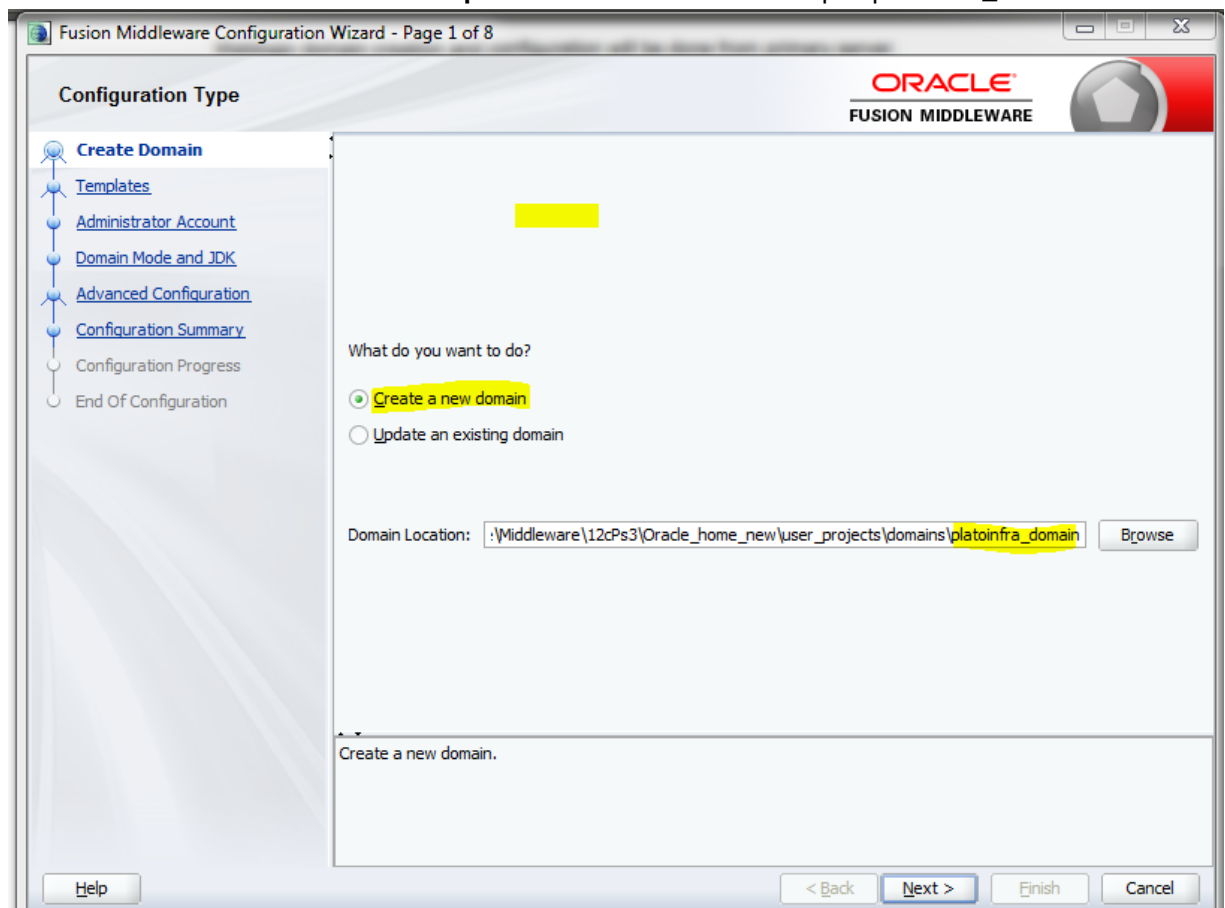 Fusion Middleware Configuration Wizard - Page 1 of 8
Configuration Type
ORACLE
FUSION MIDDLEWARE
Create Domain
Templates
Administrator Account
Domain Mode and JDK
Advanced Configuration
Configuration Summary
Configuration Progress
End Of Configuration
What do you want to do?
Create a new domain
Update an existing domain
Domain Location: :\Middleware\12cPs3\Oracle_home_new\user_projects\domains\platoinfra_domain Browse
Create a new domain.
Help < Back Next > Finish Cancel